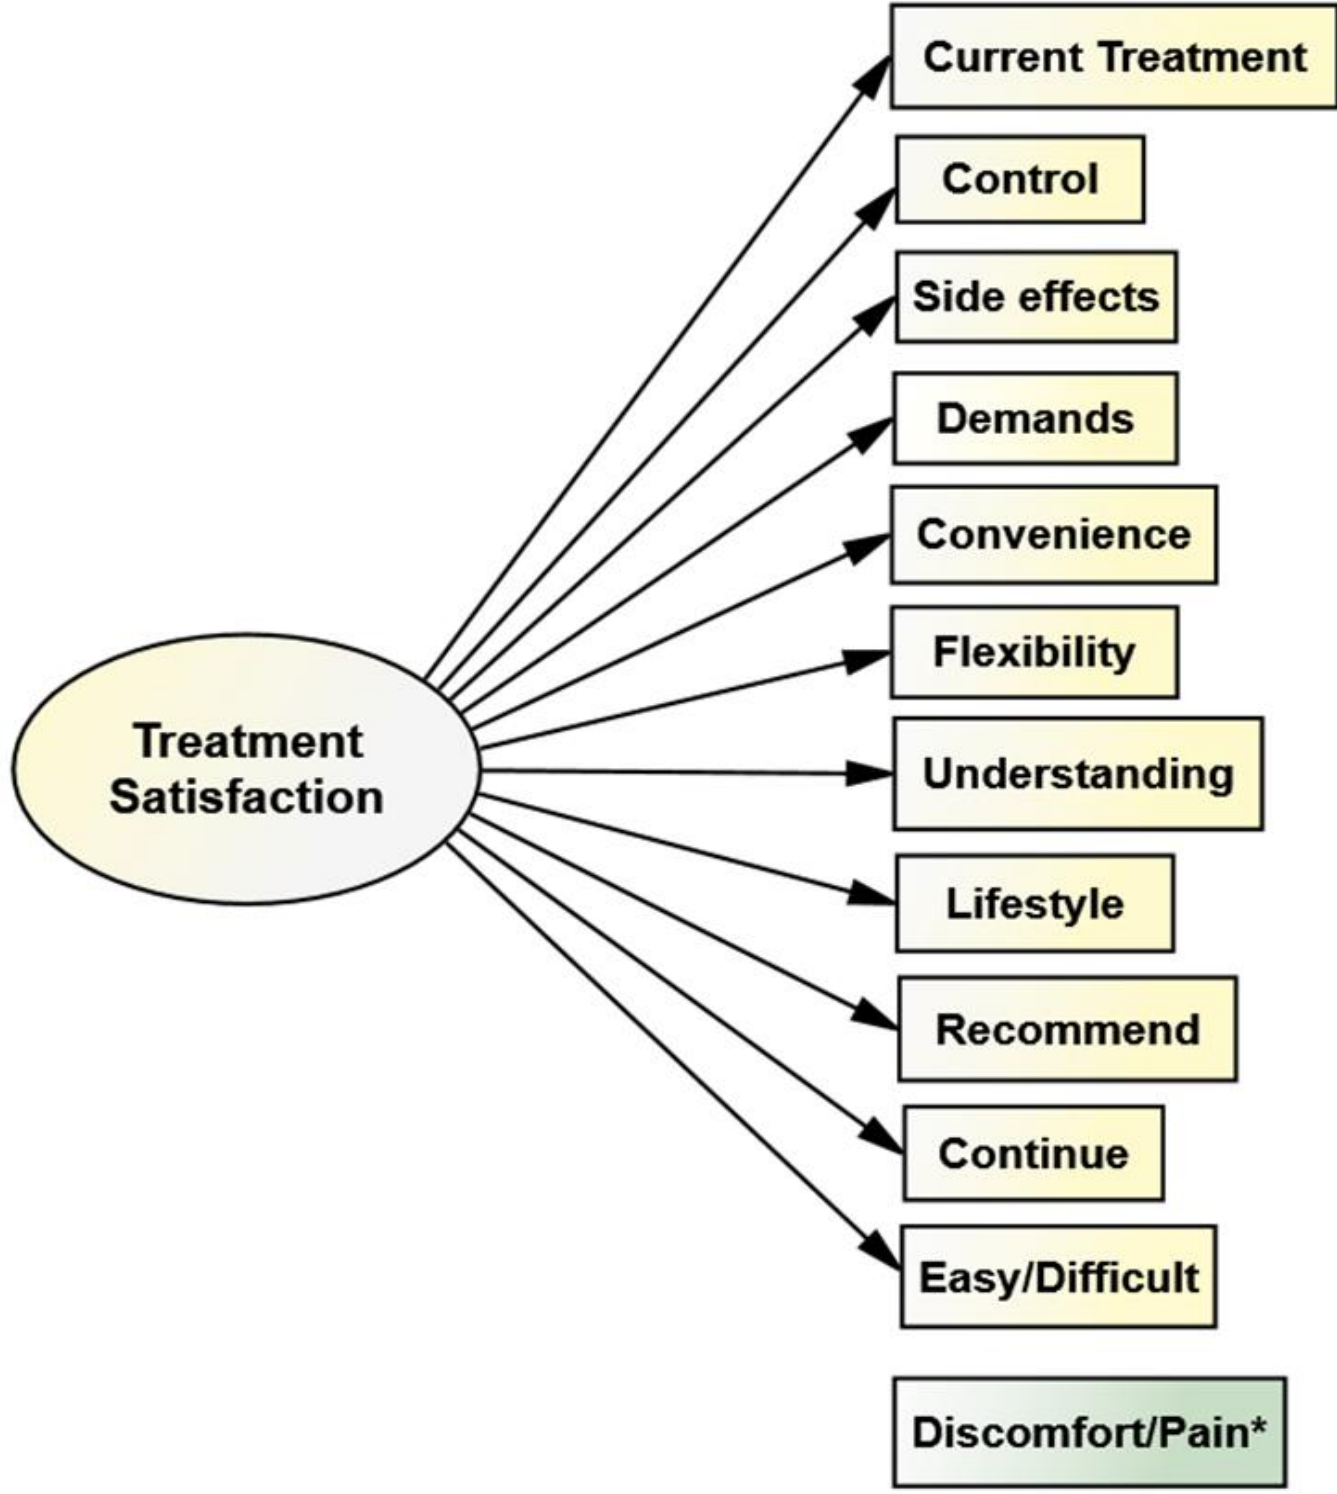 Current Treatment
Control
Side effects
Demands
Convenience
Flexibility
Treatment
Satisfaction
Understanding
Lifestyle
Recommend
Continue
Easy/Difficult
Discomfort/Pain*